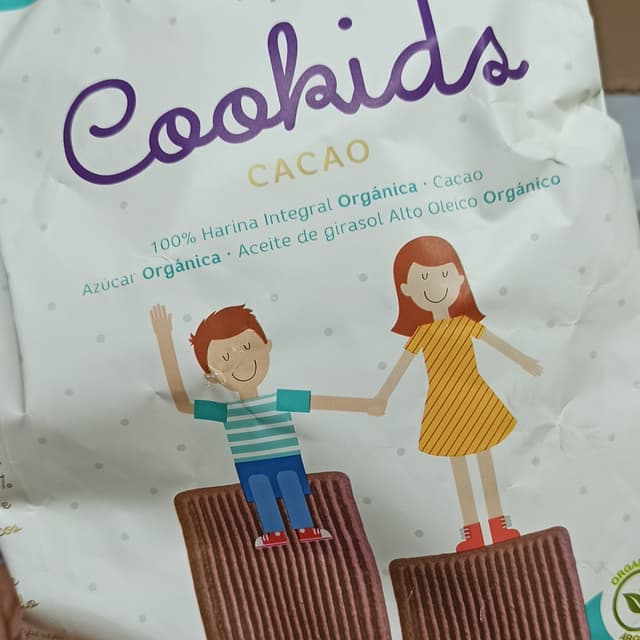 Cookids
CACAO
100% Harina Integral Orgánica · Cacao
Azúcar Orgánica · Aceite de girasol Alto Oleico Orgánico